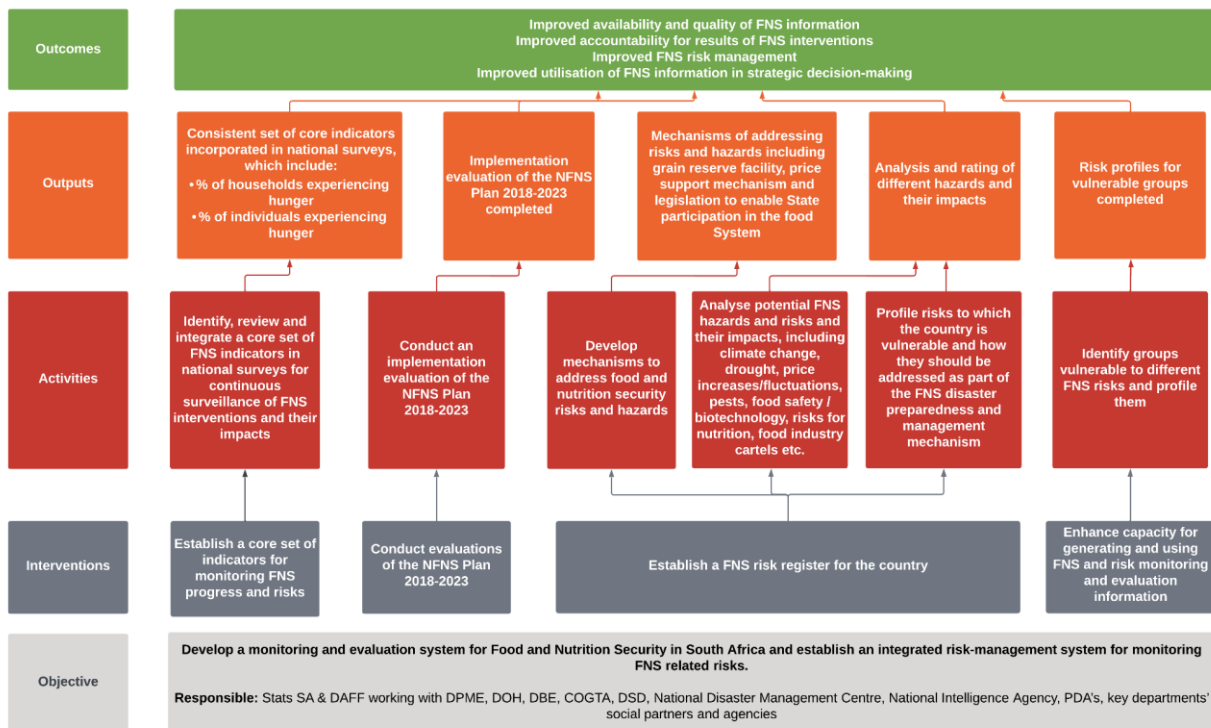 Outcomes
Improved availability and quality of FNS information
Improved accountability for results of FNS interventions
Improved FNS risk management
Improved utilisation of FNS information in strategic decision-making
Outputs
Consistent set of core indicators
incorporated in national surveys,
which include:
• % of households experiencing
hunger
• % of individuals experiencing
hunger
Implementation
evaluation of the NFNS
Plan 2018-2023
completed
Mechanisms of addressing
risks and hazards including
grain reserve facility, price
support mechanism and
legislation to enable State
participation in the food
System
Analysis and rating of
different hazards and
their impacts
Risk profiles for
vulnerable groups
completed
Activities
Identify, review and
integrate a core set of
FNS indicators in
national surveys for
continuous
surveillance of FNS
interventions and their
impacts
Conduct an
implementation
evaluation of the
NFNS Plan
2018-2023
Develop
mechanisms to
address food and
nutrition security
risks and hazards
Analyse potential FNS
hazards and risks and
their impacts, including
climate change,
drought, price
increases/fluctuations,
pests, food safety /
biotechnology, risks for
nutrition, food industry
cartels etc.
Profile risks to which
the country is
vulnerable and how
they should be
addressed as part of
the FNS disaster
preparedness and
management
mechanism
Identify groups
vulnerable to different
FNS risks and profile
them
Interventions
Establish a core set of
indicators for
monitoring FNS
progress and risks
Conduct evaluations
of the NFNS Plan
2018-2023
Establish a FNS risk register for the country
Enhance capacity for
generating and using
FNS and risk monitoring
and evaluation
information
Objective
Develop a monitoring and evaluation system for Food and Nutrition Security in South Africa and establish an integrated risk-management system for monitoring
FNS related risks.
Responsible: Stats SA & DAFF working with DPME, DOH, DBE, COGTA, DSD, National Disaster Management Centre, National Intelligence Agency, PDA's, key departments'
social partners and agencies